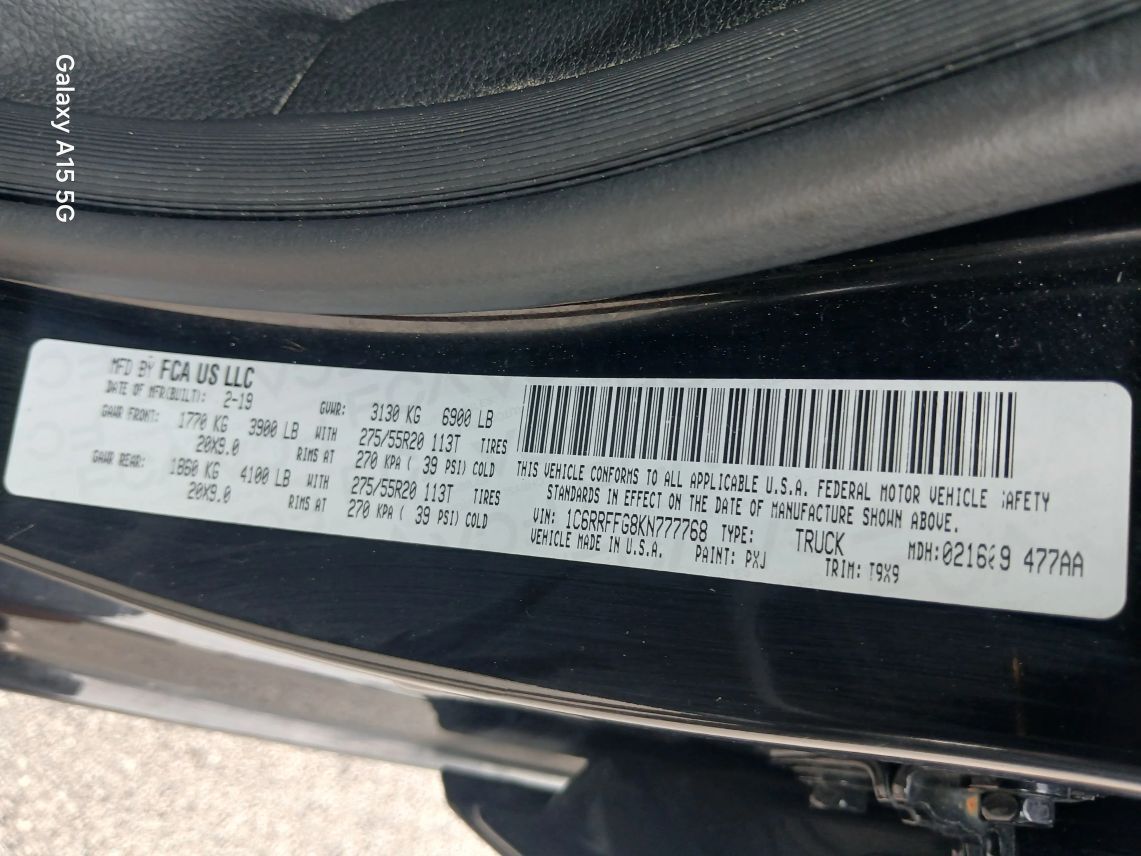 Galaxy A15 5G
MFD BY FCA US LLC
DATE OF MFR(BUILT): 2-19 GVWR: 3130 KG 6900 LB
GAWR FRONT: 1770 KG 3900 LB WITH 275/55R20 113T TIRES
20X9.0 RIMS AT 270 KPA ( 39 PSI) COLD
GAWR REAR: 1860 KG 4100 LB WITH 275/55R20 113T TIRES
20X9.0 RIMS AT 270 KPA ( 39 PSI) COLD
THIS VEHICLE CONFORMS TO ALL APPLICABLE U.S.A. FEDERAL MOTOR VEHICLE SAFETY
STANDARDS IN EFFECT ON THE DATE OF MANUFACTURE SHOWN ABOVE.
VIN: 1C6RRFFG8KN777768 TYPE: TRUCK MDH: 477AA
VEHICLE MADE IN U.S.A. PAINT: PXJ TRIM: